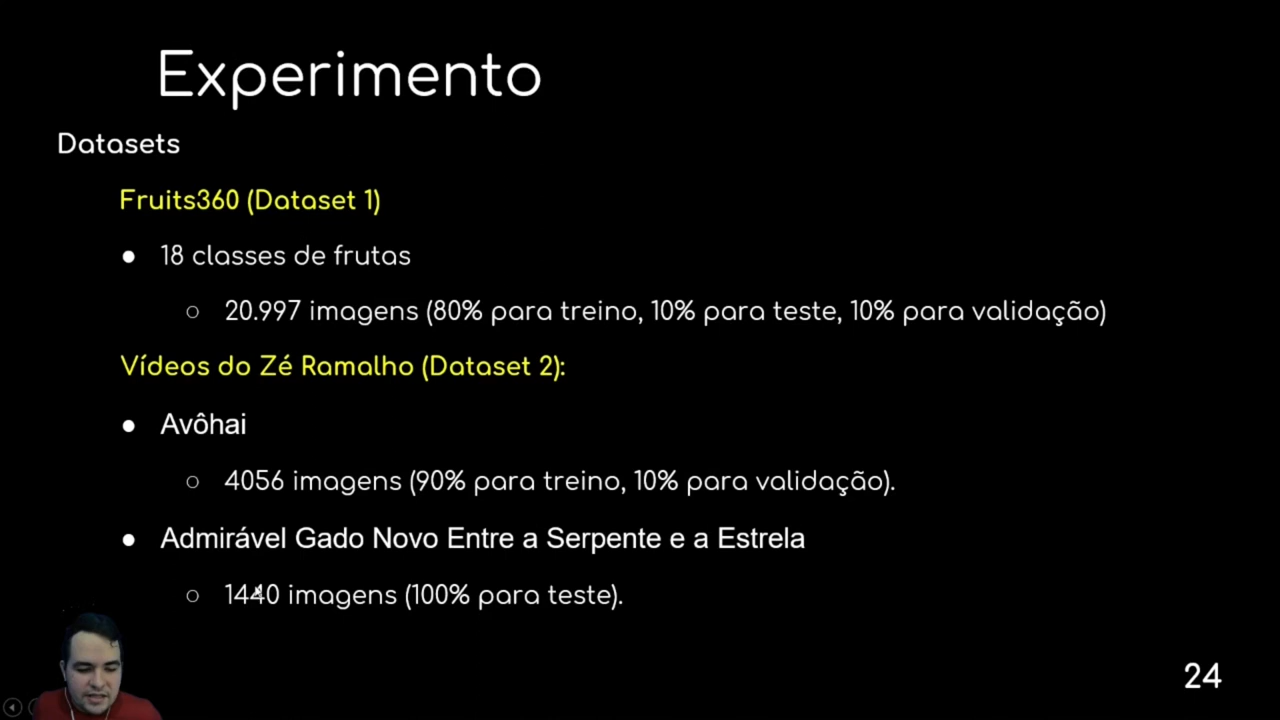 Experimento
Datasets
Fruits360 (Dataset 1)
● 18 classes de frutas
○ 20.997 imagens (80% para treino, 10% para teste, 10% para validação)
Vídeos do Zé Ramalho (Dataset 2):
● Avôhai
○ 4056 imagens (90% para treino, 10% para validação).
● Admirável Gado Novo Entre a Serpente e a Estrela
○ 1440 imagens (100% para teste).
24